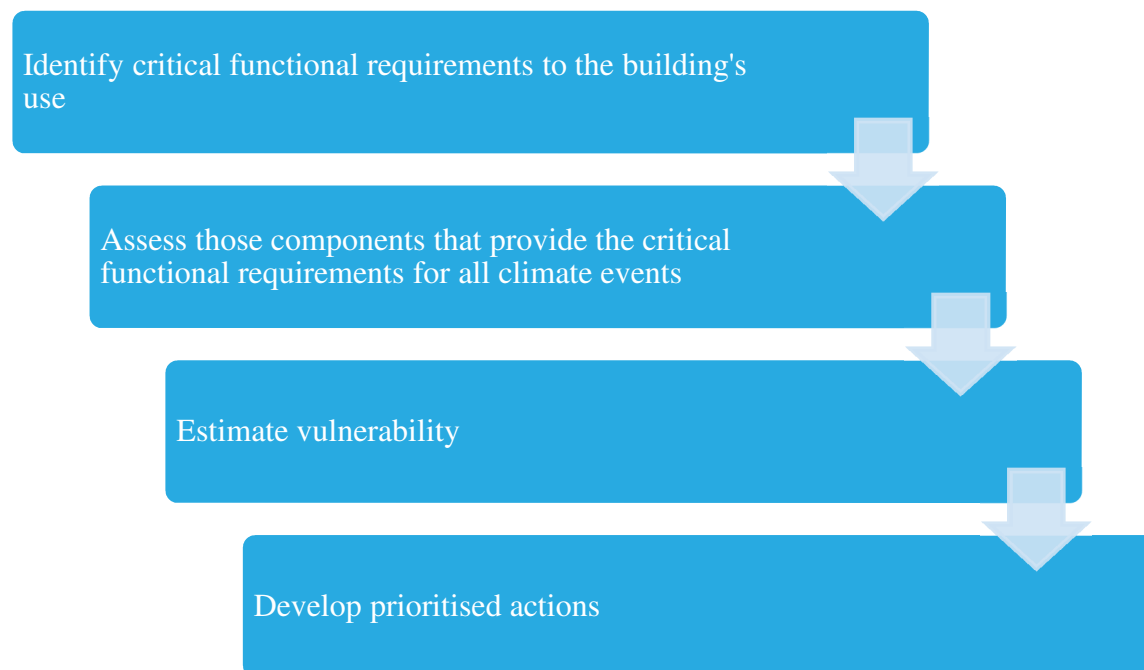 Identify critical functional requirements to the building's
use
Assess those components that provide the critical
functional requirements for all climate events
Estimate vulnerability
Develop prioritised actions